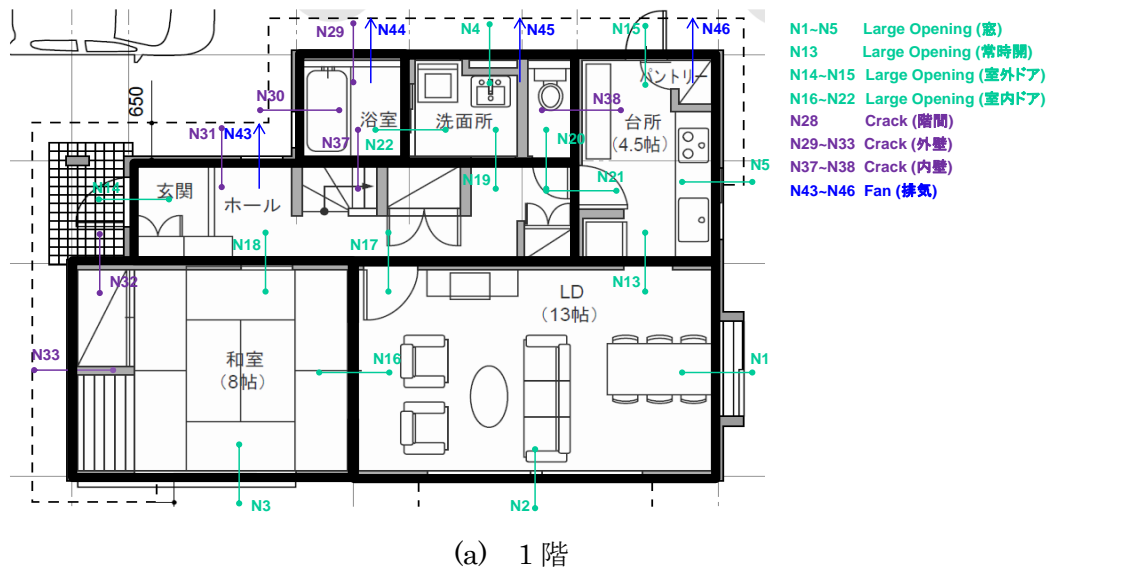 N29
N44
N4
N45
N15
N46
N30
650
N31
N43
浴室
N37
N22
洗面所
N38
N20
台所
(4.5帖)
パントリー
N5
N14
玄関
ホール
N19
N21
N18
N17
N13
N32
LD
(13帖)
N33
和室
(8帖)
N16
N1
N3
N2
N1~N5 Large Opening (窓)
N13 Large Opening (常時開)
N14~N15 Large Opening (室外ドア)
N16~N22 Large Opening (室内ドア)
N28 Crack (階間)
N29~N33 Crack (外壁)
N37~N38 Crack (内壁)
N43~N46 Fan (排気)
(a) 1階